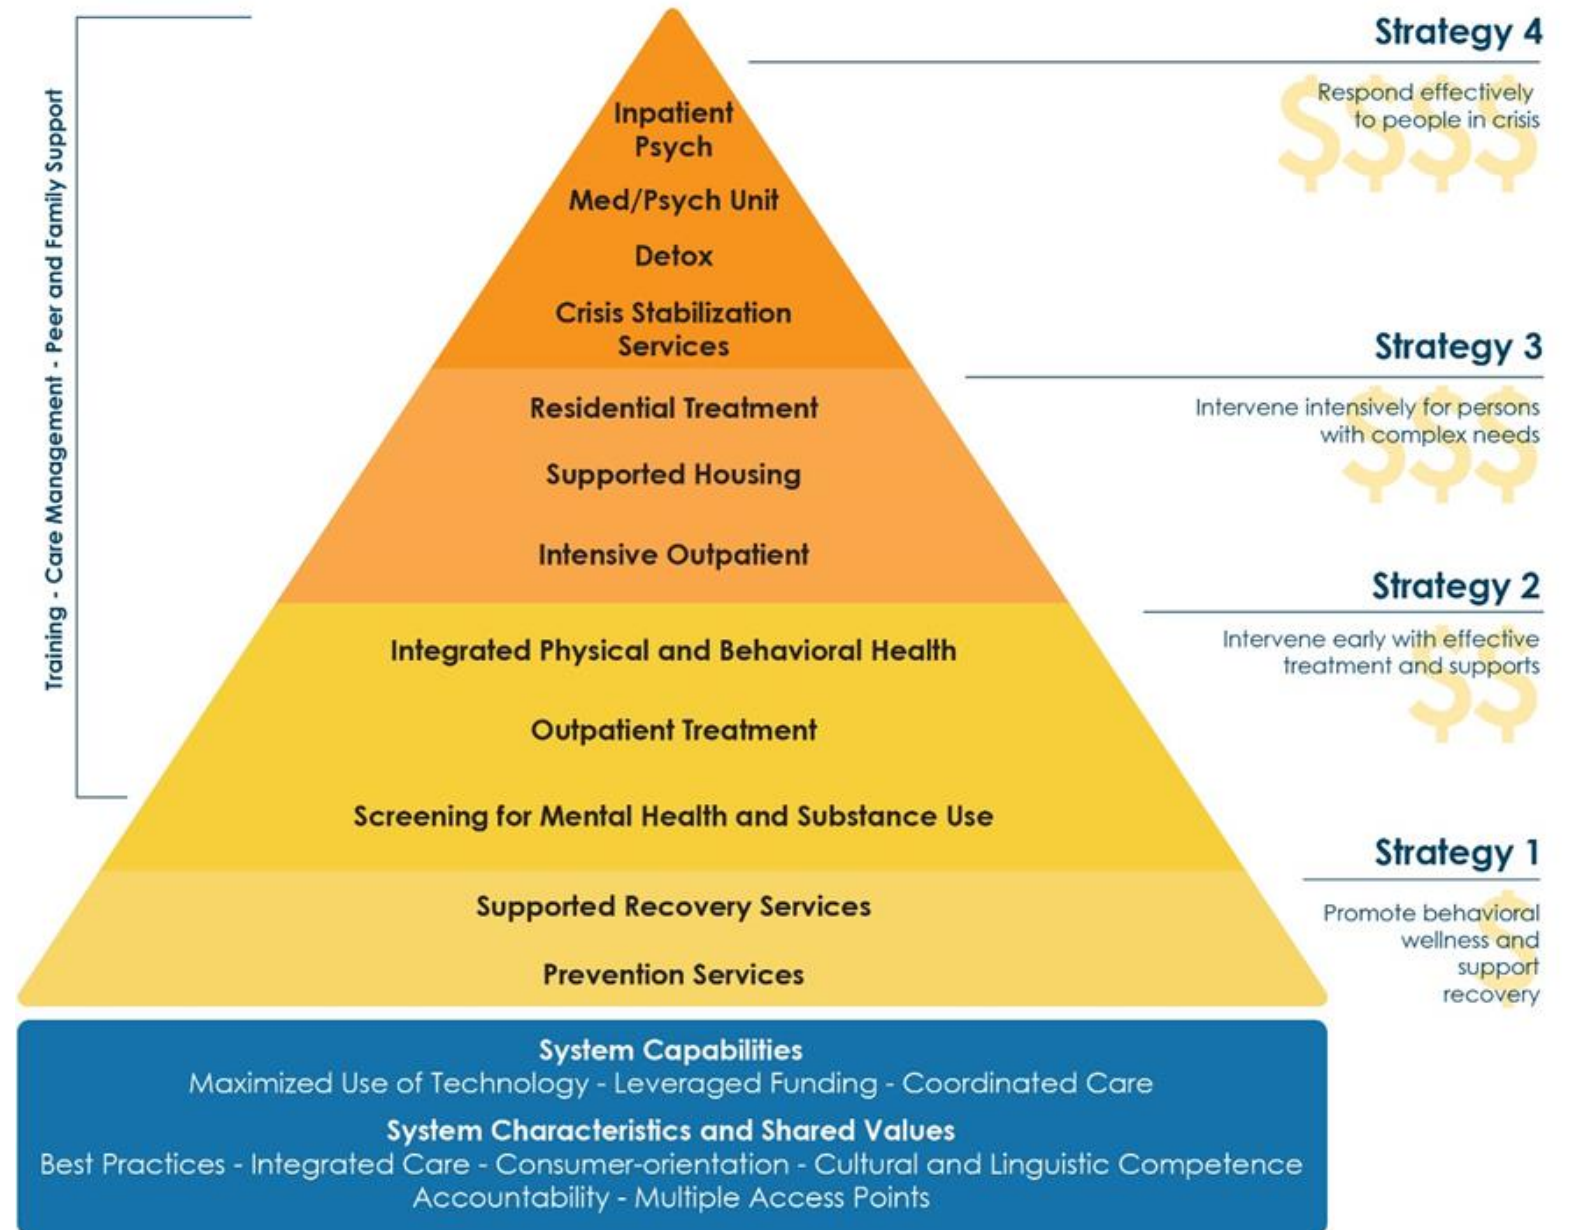 Training - Care Management - Peer and Family Support
Inpatient
Psych
Med/Psych Unit
Detox
Crisis Stabilization
Services
Residential Treatment
Supported Housing
Intensive Outpatient
Integrated Physical and Behavioral Health
Outpatient Treatment
Screening for Mental Health and Substance Use
Supported Recovery Services
Prevention Services
Strategy 4
$$$$
Respond effectively
to people in crisis
Strategy 3
$$$
Intervene intensively for persons
with complex needs
Strategy 2
$$
Intervene early with effective
treatment and supports
Strategy 1
$
Promote behavioral
wellness and
support
recovery
System Capabilities
Maximized Use of Technology - Leveraged Funding - Coordinated Care
System Characteristics and Shared Values
Best Practices - Integrated Care - Consumer-orientation - Cultural and Linguistic Competence
Accountability - Multiple Access Points